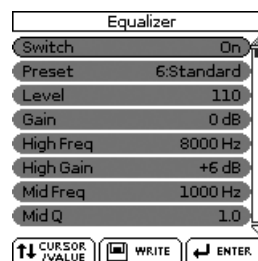 Equalizer
Switch On
Preset 6:Standard
Level 110
Gain 0 dB
High Freq 8000 Hz
High Gain +6 dB
Mid Freq 1000 Hz
Mid Q 1.0
CURSOR /VALUE WRITE ENTER